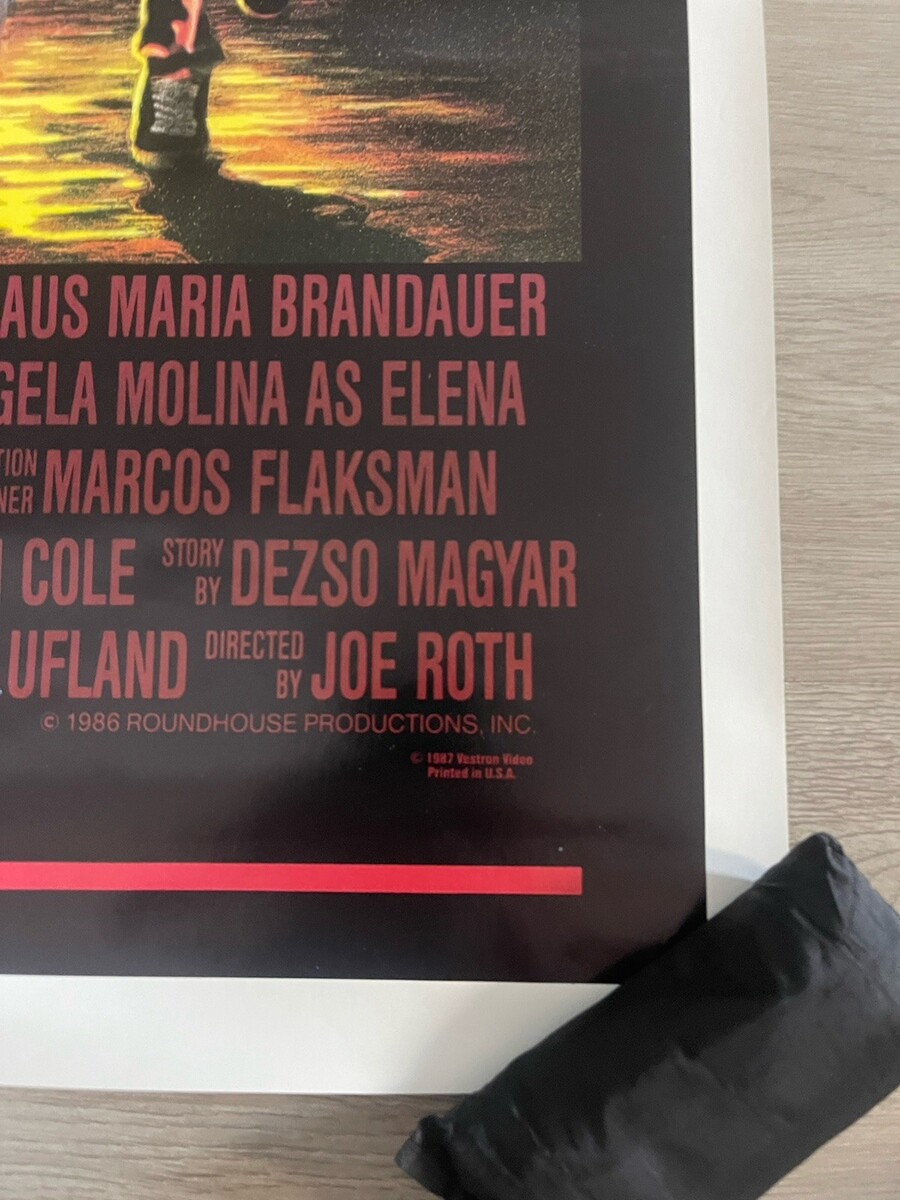 AUS MARIA BRANDAUER
GELA MOLINA AS ELENA
TION
NER MARCOS FLAKSMAN
COLE STORY BY DEZSO MAGYAR
UFLAND DIRECTED BY JOE ROTH
© 1986 ROUNDHOUSE PRODUCTIONS, INC.
© 1987 Vestron Video
Printed in U.S.A.